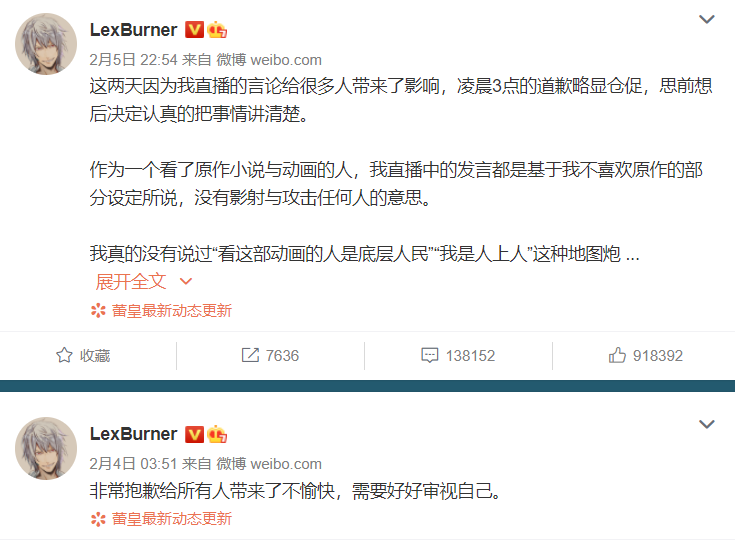 LexBurner
2月5日 22:54 来自 微博 weibo.com
这两天因为我直播的言论给很多人带来了影响，凌晨3点的道歉略显仓促，思前想
后决定认真的把事情讲清楚。
作为一个看了原作小说与动画的人，我直播中的发言都是基于我不喜欢原作的部
分设定所说，没有影射与攻击任何人的意思。
我真的没有说过“看这部动画的人是底层人民”“我是人上人”这种地图炮 ...
展开全文
蕾皇最新动态更新
收藏
7636
138152
918392
LexBurner
2月4日 03:51 来自 微博 weibo.com
非常抱歉给所有人带来了不愉快，需要好好审视自己。
蕾皇最新动态更新